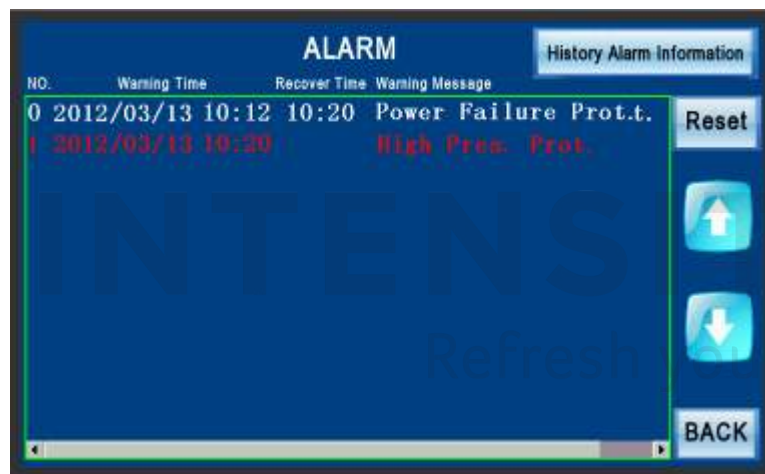 ALARM
History Alarm Information
NO. Warning Time Recover Time Warning Message
0 2012/03/13 10:12 10:20 Power Failure Prot.t.
1 2012/03/13 10:20 High Pres. Prot.
Reset
INTENS
Refresh you
BACK